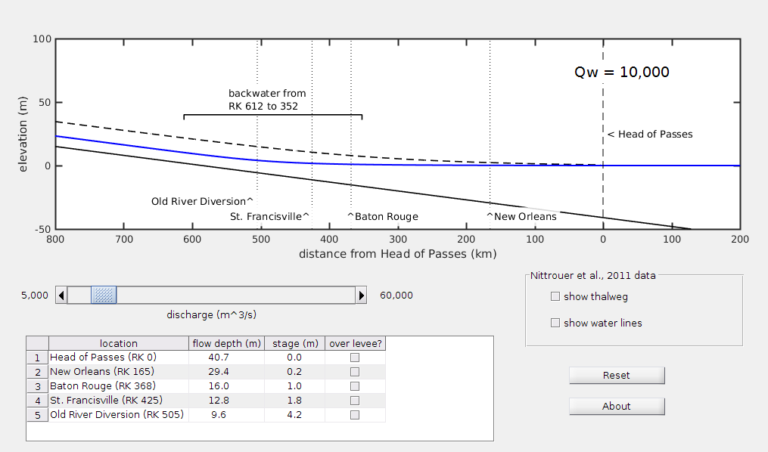 100
50
0
-50
elevation (m)
Qw = 10,000
backwater from
RK 612 to 352
< Head of Passes
Old River Diversion^
St. Francisville^
^Baton Rouge
^New Orleans
800 700 600 500 400 300 200 100 0 100 200
distance from Head of Passes (km)
5,000
60,000
discharge (m^3/s)
Nittrouer et al., 2011 data
show thalweg
show water lines
location flow depth (m) stage (m) over levee?
1 Head of Passes (RK 0) 40.7 0.0
2 New Orleans (RK 165) 29.4 0.2
3 Baton Rouge (RK 368) 16.0 1.0
4 St. Francisville (RK 425) 12.8 1.8
5 Old River Diversion (RK 505) 9.6 4.2
Reset
About